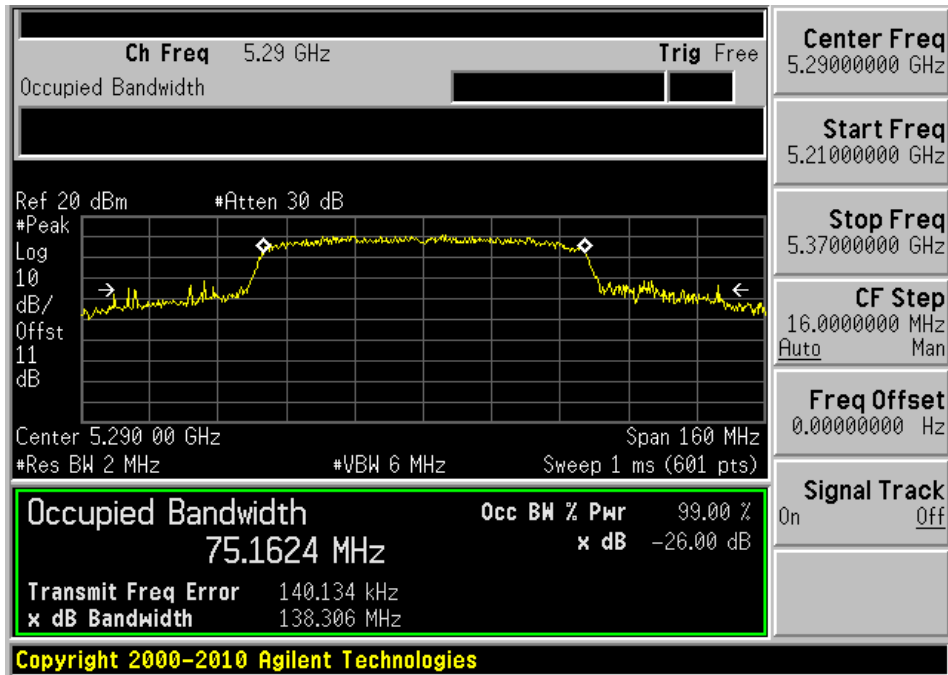 Ch Freq 5.29 GHz Trig Free
Occupied Bandwidth
Ref 20 dBm #Atten 30 dB
#Peak
Log
10
dB/
Offst
11
dB
Center 5.290 00 GHz Span 160 MHz
#Res BW 2 MHz #VBW 6 MHz Sweep 1 ms (601 pts)
Occupied Bandwidth
75.1624 MHz
Occ BW % Pwr 99.00 %
x dB -26.00 dB
Transmit Freq Error 140.134 kHz
x dB Bandwidth 138.306 MHz
Copyright 2000-2010 Agilent Technologies
Center Freq
5.29000000 GHz
Start Freq
5.21000000 GHz
Stop Freq
5.37000000 GHz
CF Step
16.0000000 MHz
Auto Man
Freq Offset
0.00000000 Hz
Signal Track
On Off